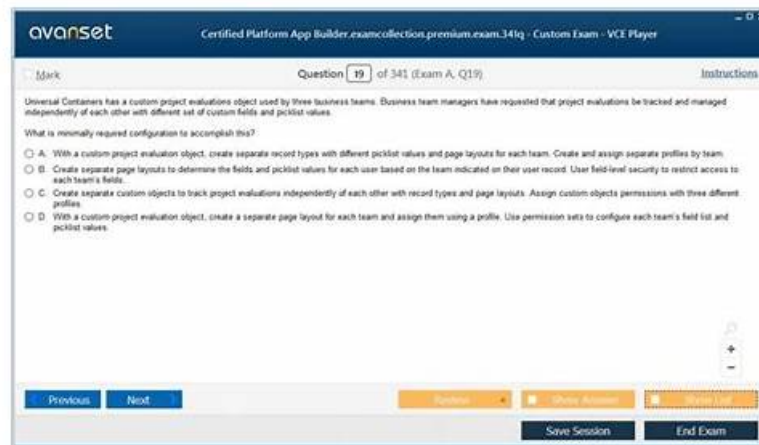 avanset
Certified Platform App Builder.examcollection.premium.exam.341q - Custom Exam - VCE Player
Mark
Question 19 of 341 (Exam A, Q19)
Instructions
Universal Containers has a custom project evaluations object used by three business teams. Business team managers have requested that project evaluations be tracked and managed
independently of each other with different set of custom fields and picklist values.
What is minimally required configuration to accomplish this?
A. With a custom project evaluation object, create separate record types with different picklist values and page layouts for each team. Create and assign separate profiles by team.
B. Create separate page layouts to determine the fields and picklist values for each user based on the team indicated on their user record. User field-level security to restrict access to
each team's fields.
C. Create separate custom objects to track project evaluations independently of each other with record types and page layouts. Assign custom objects permissions with three different
profiles.
D. With a custom project evaluation object, create a separate page layout for each team and assign them using a profile. Use permission sets to configure each team's field list and
picklist values.
+
−
Previous
Next
Review
Show Answer
Show List
Save Session
End Exam